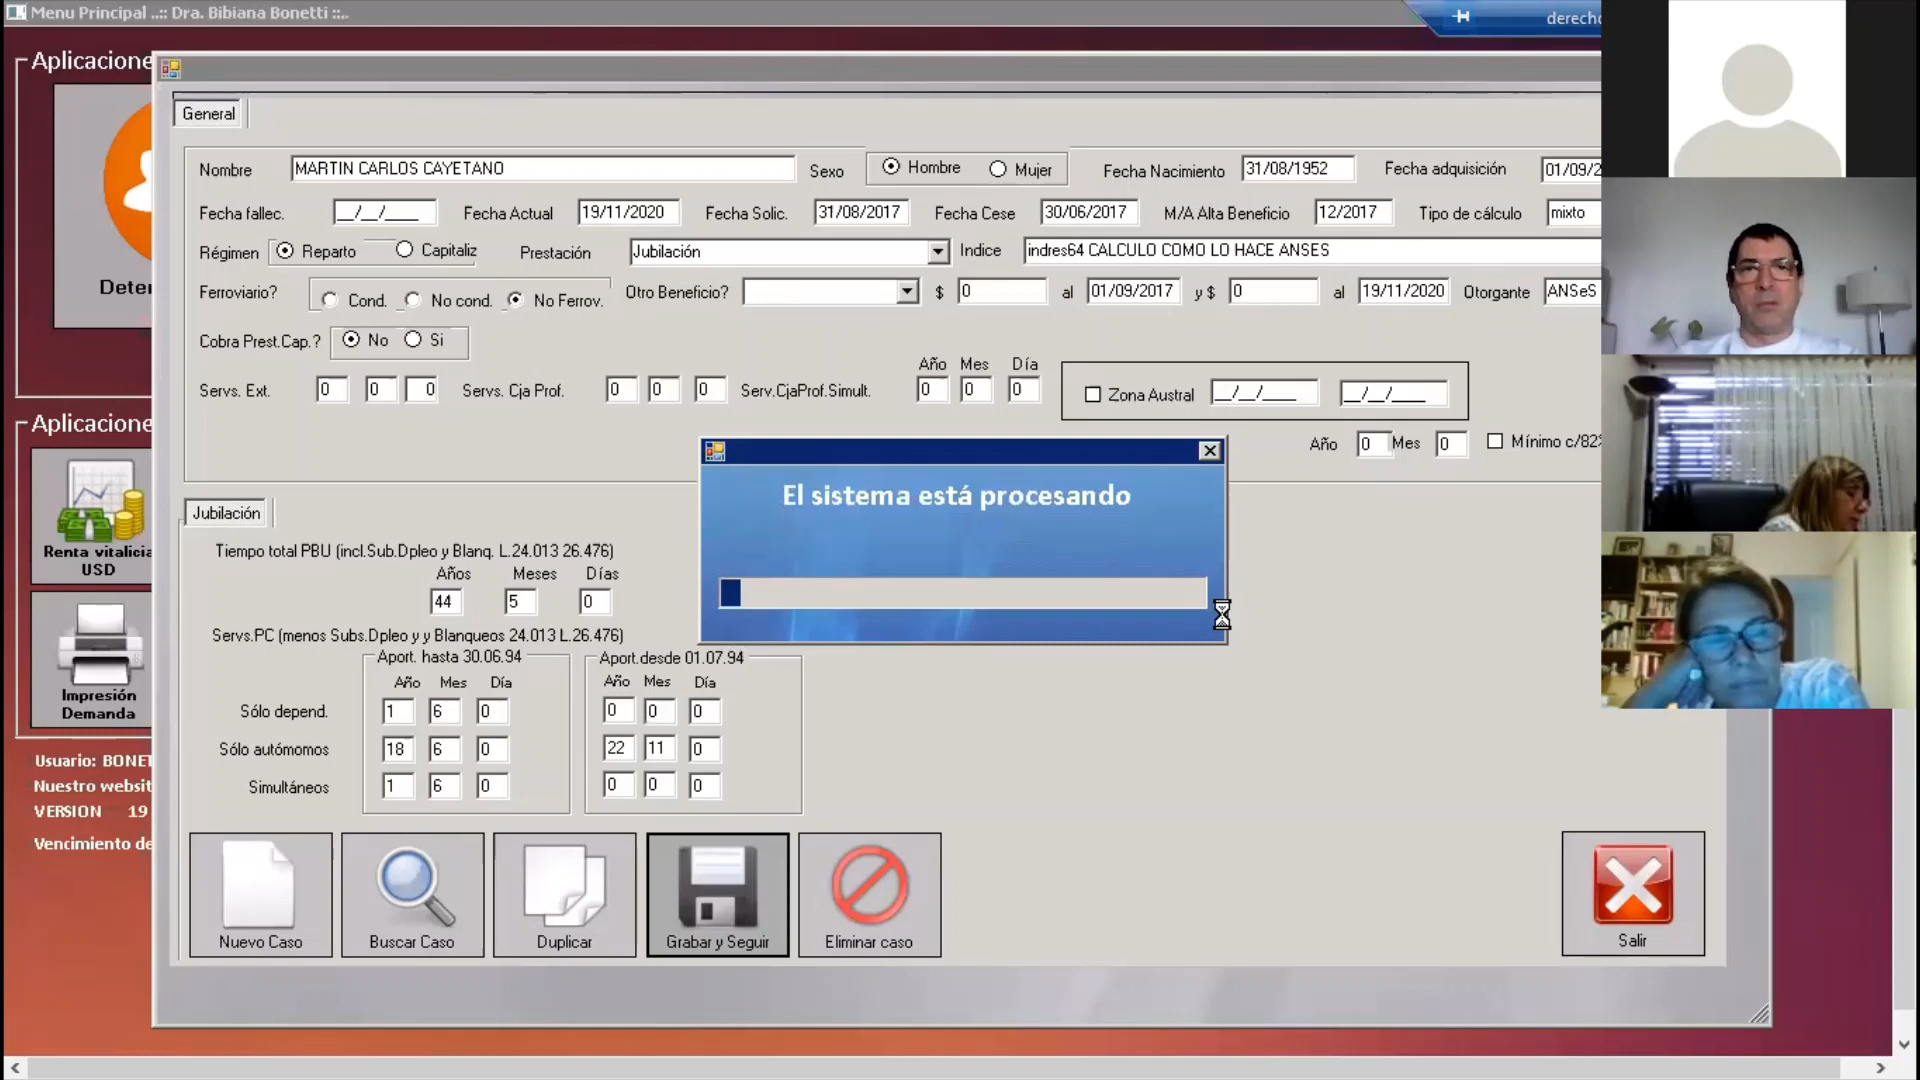 Menu Principal ..:: Dra. Bibiana Bonetti ::..
derecho
Aplicacione
Deter
Aplicacione
Renta vitalicia
USD
Impresión
Demanda
Usuario: BONET
Nuestro websit
VERSION 19
Vencimiento de
General
Nombre MARTIN CARLOS CAYETANO Sexo Hombre Mujer Fecha Nacimiento 31/08/1952 Fecha adquisición 01/09/2
Fecha fallec. __/__/____ Fecha Actual 19/11/2020 Fecha Solic. 31/08/2017 Fecha Cese 30/06/2017 M/A Alta Beneficio 12/2017 Tipo de cálculo mixto
Régimen Reparto Capitaliz Prestación Jubilación Indice indres64 CALCULO COMO LO HACE ANSES
Ferroviario? Cond. No cond. No Ferrov. Otro Beneficio? $ 0 al 01/09/2017 y $ 0 al 19/11/2020 Otorgante ANSeS
Cobra Prest.Cap.? No Si
Año Mes Día
Servs. Ext. 0 0 0 Servs. Cja Prof. 0 0 0 Serv.CjaProf.Simult. 0 0 0 Zona Austral __/__/____ __/__/____
Año 0 Mes 0 Mínimo c/82%
El sistema está procesando
Jubilación
Tiempo total PBU (incl.Sub.Dpleo y Blanq. L.24.013 26.476)
Años Meses Días
44 5 0
Servs.PC (menos Subs.Dpleo y y Blanqueos 24.013 L.26.476)
Aport. hasta 30.06.94 Aport.desde 01.07.94
Año Mes Día Año Mes Día
Sólo depend. 1 6 0 0 0 0
Sólo autómomos 18 6 0 22 11 0
Simultáneos 1 6 0 0 0 0
Nuevo Caso Buscar Caso Duplicar Grabar y Seguir Eliminar caso Salir